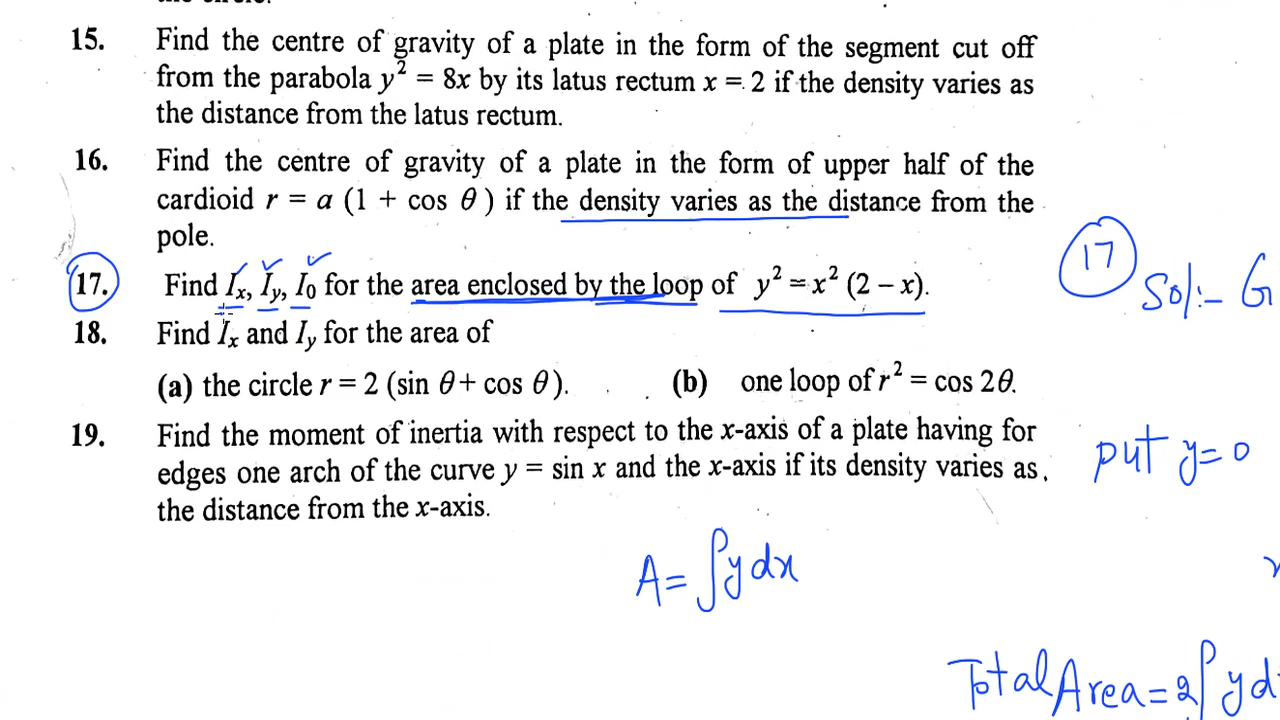 15. Find the centre of gravity of a plate in the form of the segment cut off
from the parabola y² = 8x by its latus rectum x = 2 if the density varies as
the distance from the latus rectum.
16. Find the centre of gravity of a plate in the form of upper half of the
cardioid r = a (1 + cos θ) if the density varies as the distance from the
pole.
17. Find Iₓ, Iᵧ, I₀ for the area enclosed by the loop of y² = x² (2 – x).
17
Sol:- G
18. Find Iₓ and Iᵧ for the area of
(a) the circle r = 2 (sin θ + cos θ). (b) one loop of r² = cos 2θ.
19. Find the moment of inertia with respect to the x-axis of a plate having for
edges one arch of the curve y = sin x and the x-axis if its density varies as
the distance from the x-axis.
put y=0
A= ∫y dx
Total Area = 2∫ yd